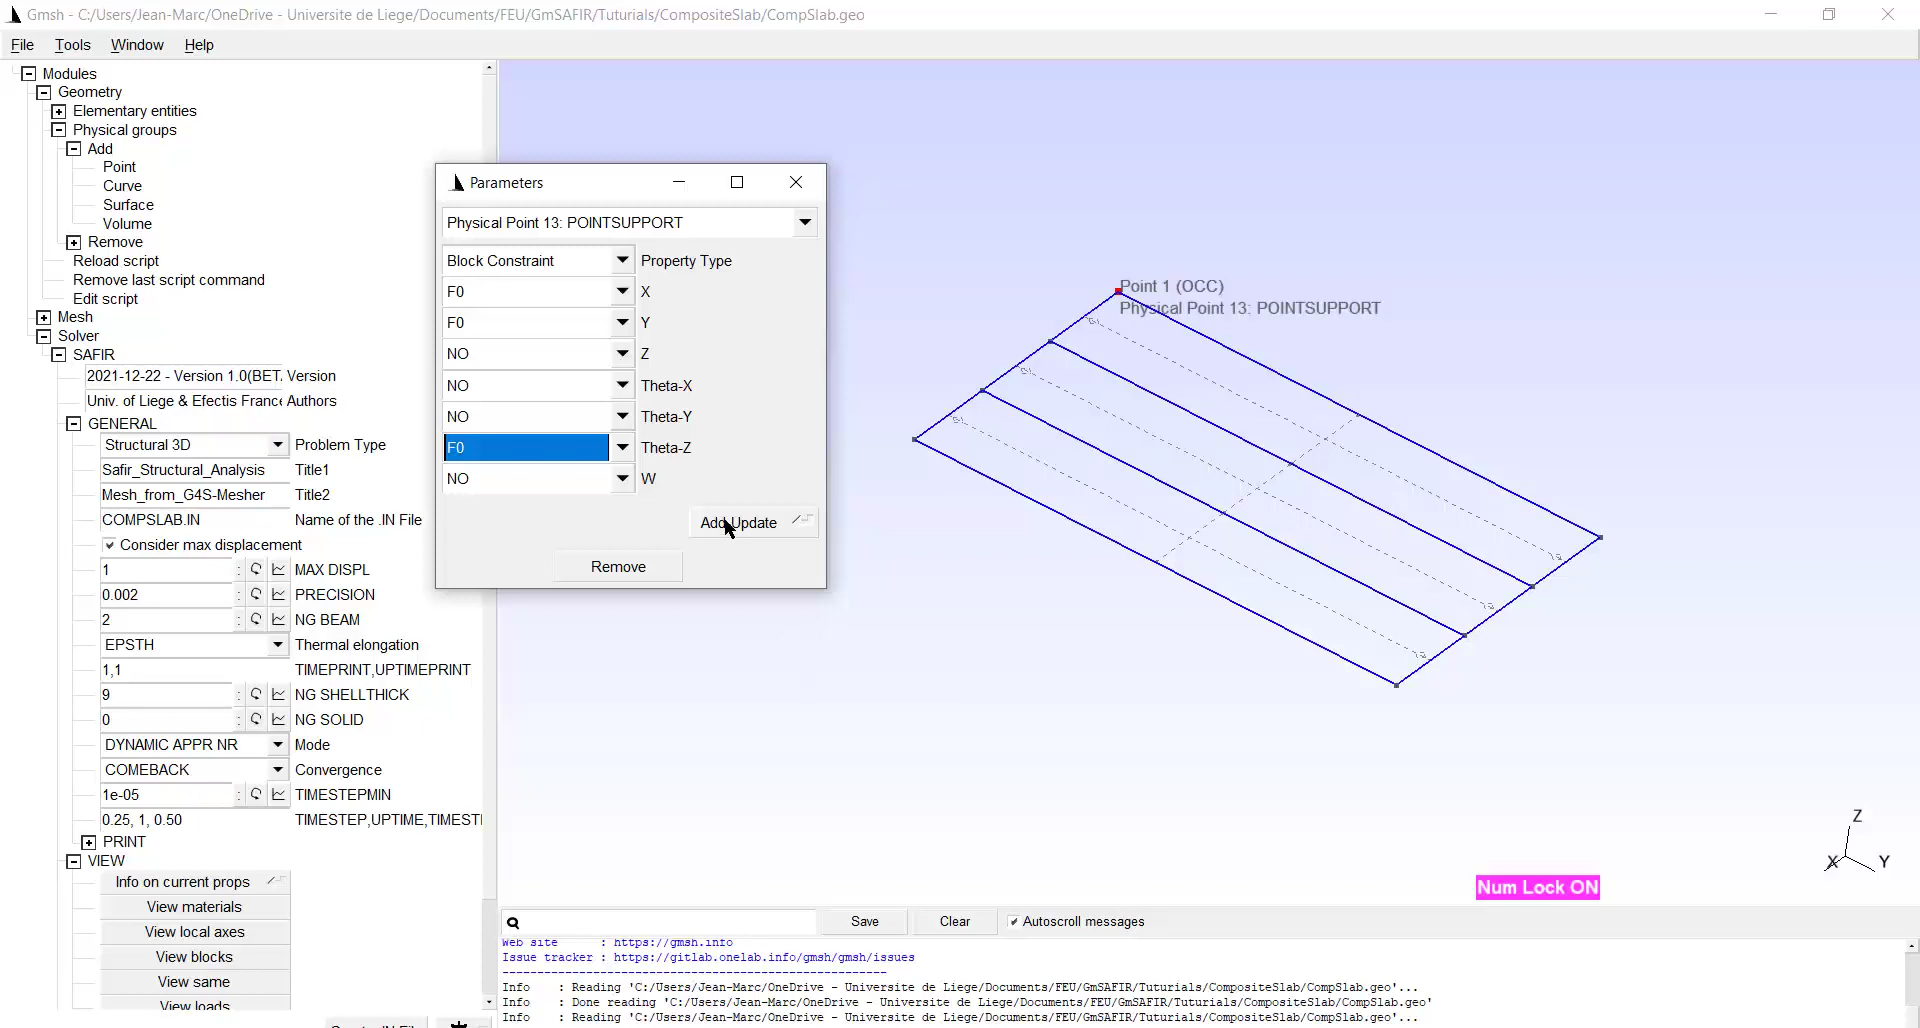 Gmsh - C:/Users/Jean-Marc/OneDrive - Universite de Liege/Documents/FEU/GmSAFIR/Tuturials/CompositeSlab/CompSlab.geo
File Tools Window Help
Modules
Geometry
Elementary entities
Physical groups
Add
Point
Curve
Surface
Volume
Remove
Reload script
Remove last script command
Edit script
Mesh
Solver
SAFIR
2021-12-22 - Version 1.0(BET. Version
Univ. of Liege & Efectis France Authors
GENERAL
Structural 3D Problem Type
Safir_Structural_Analysis Title1
Mesh_from_G4S-Mesher Title2
COMPSLAB.IN Name of the .IN File
Consider max displacement
1 : MAX DISPL
0.002 : PRECISION
2 : NG BEAM
EPSTH Thermal elongation
1,1 TIMEPRINT,UPTIMEPRINT
9 : NG SHELLTHICK
0 : NG SOLID
DYNAMIC APPR NR Mode
COMEBACK Convergence
1e-05 : TIMESTEPMIN
0.25, 1, 0.50 TIMESTEP,UPTIME,TIMESTI
PRINT
VIEW
Info on current props
View materials
View local axes
View blocks
View same
View loads
Parameters
Physical Point 13: POINTSUPPORT
Block Constraint Property Type
F0 X
F0 Y
NO Z
NO Theta-X
NO Theta-Y
F0 Theta-Z
NO W
Add Update
Remove
Point 1 (OCC)
Physical Point 13: POINTSUPPORT
Z
X
Y
Num Lock ON
Save Clear Autoscroll messages
Web site : https://gmsh.info
Issue tracker : https://gitlab.onelab.info/gmsh/gmsh/issues
Info : Reading 'C:/Users/Jean-Marc/OneDrive - Universite de Liege/Documents/FEU/GmSAFIR/Tuturials/CompositeSlab/CompSlab.geo'...
Info : Done reading 'C:/Users/Jean-Marc/OneDrive - Universite de Liege/Documents/FEU/GmSAFIR/Tuturials/CompositeSlab/CompSlab.geo'
Info : Reading 'C:/Users/Jean-Marc/OneDrive - Universite de Liege/Documents/FEU/GmSAFIR/Tuturials/CompositeSlab/CompSlab.geo'...